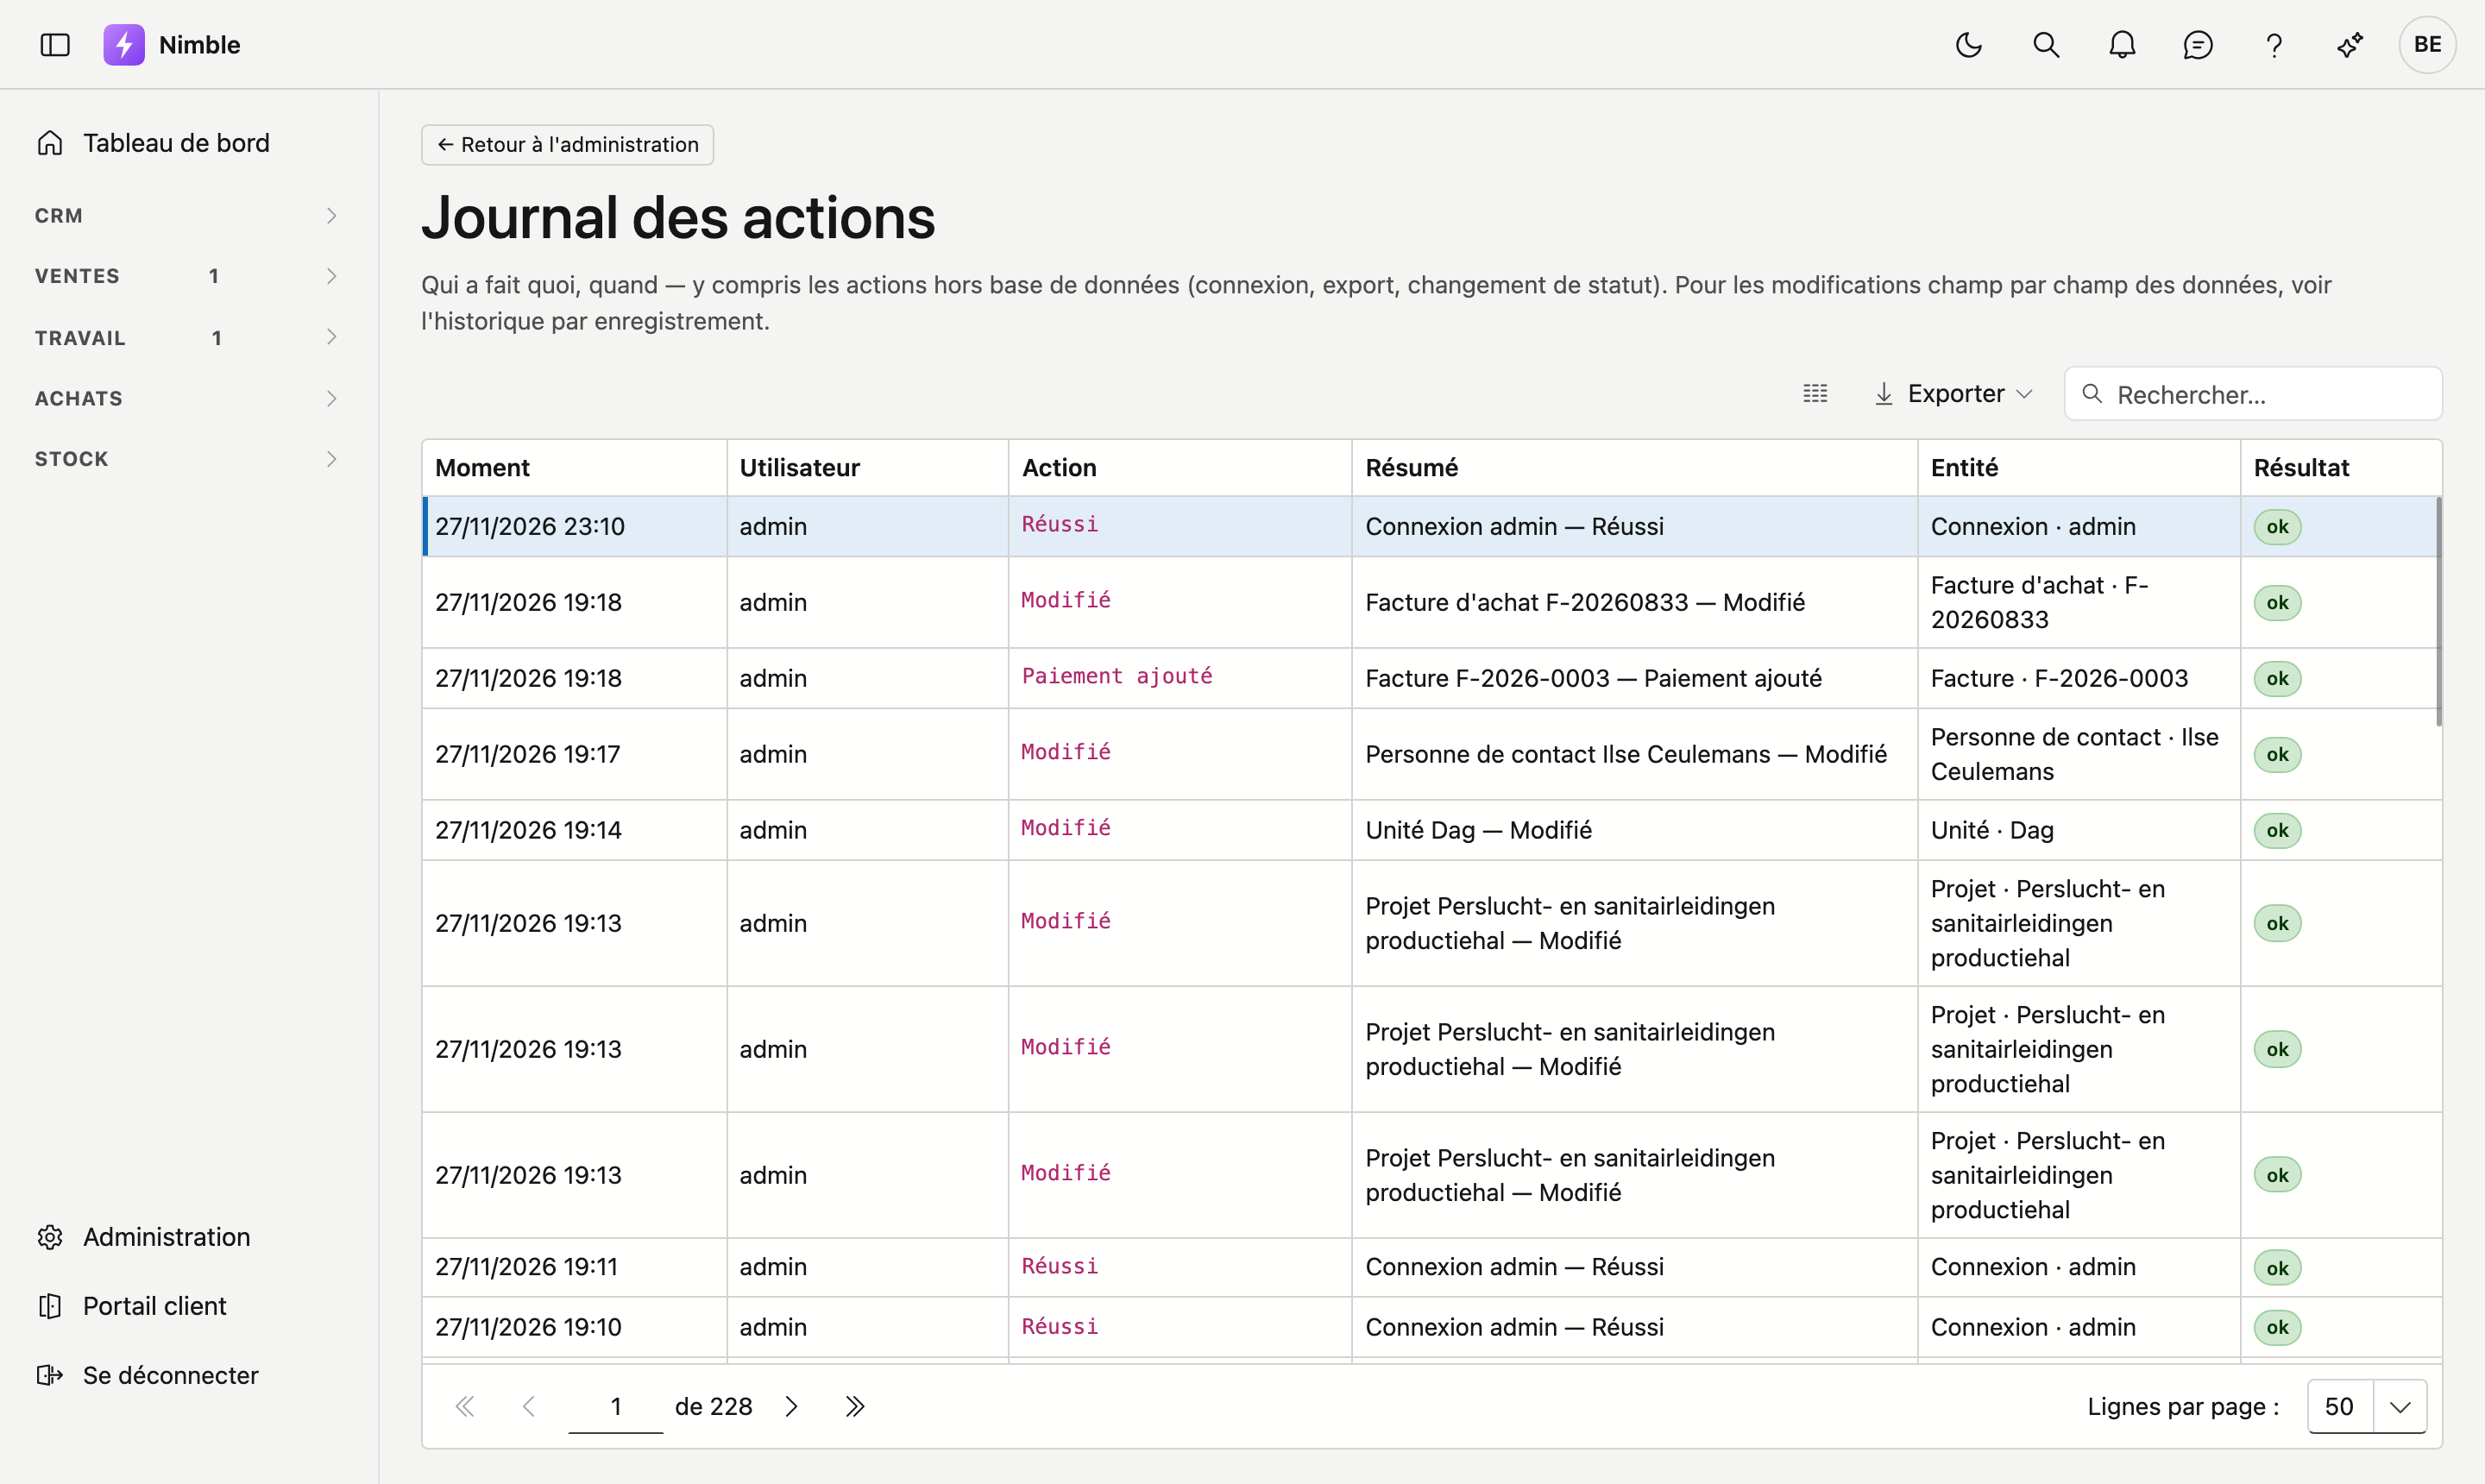 Nimble
BE
Tableau de bord
CRM
VENTES 1
TRAVAIL 1
ACHATS
STOCK
Administration
Portail client
Se déconnecter
← Retour à l'administration
Journal des actions
Qui a fait quoi, quand — y compris les actions hors base de données (connexion, export, changement de statut). Pour les modifications champ par champ des données, voir
l'historique par enregistrement.
Exporter
Rechercher...
Moment Utilisateur Action Résumé Entité Résultat
27/11/2026 23:10 admin Réussi Connexion admin — Réussi Connexion · admin ok
27/11/2026 19:18 admin Modifié Facture d'achat F-20260833 — Modifié Facture d'achat · F-
20260833 ok
27/11/2026 19:18 admin Paiement ajouté Facture F-2026-0003 — Paiement ajouté Facture · F-2026-0003 ok
27/11/2026 19:17 admin Modifié Personne de contact Ilse Ceulemans — Modifié Personne de contact · Ilse
Ceulemans ok
27/11/2026 19:14 admin Modifié Unité Dag — Modifié Unité · Dag ok
27/11/2026 19:13 admin Modifié Projet Perslucht- en sanitairleidingen
productiehal — Modifié Projet · Perslucht- en
sanitairleidingen
productiehal ok
27/11/2026 19:13 admin Modifié Projet Perslucht- en sanitairleidingen
productiehal — Modifié Projet · Perslucht- en
sanitairleidingen
productiehal ok
27/11/2026 19:13 admin Modifié Projet Perslucht- en sanitairleidingen
productiehal — Modifié Projet · Perslucht- en
sanitairleidingen
productiehal ok
27/11/2026 19:11 admin Réussi Connexion admin — Réussi Connexion · admin ok
27/11/2026 19:10 admin Réussi Connexion admin — Réussi Connexion · admin ok
1 de 228
Lignes par page : 50